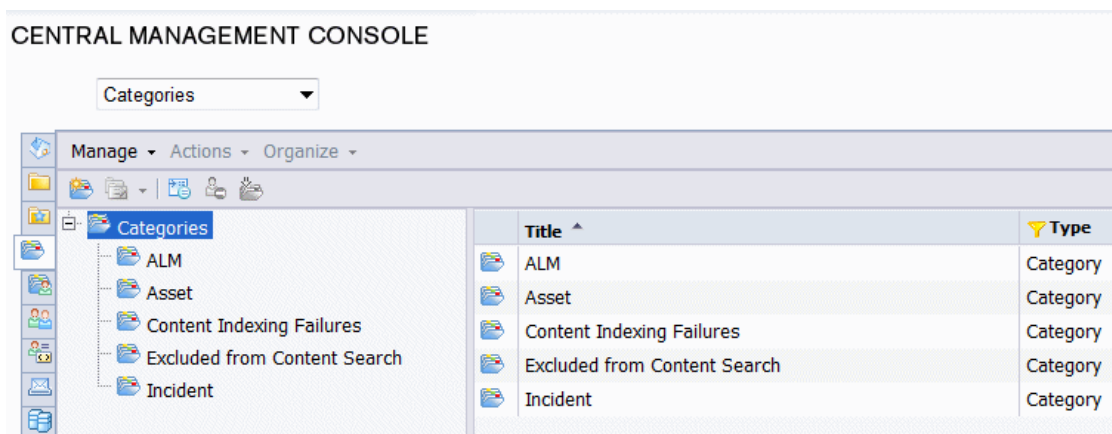 CENTRAL MANAGEMENT CONSOLE
Categories
Manage Actions Organize
Categories
ALM
Asset
Content Indexing Failures
Excluded from Content Search
Incident
Title Type
ALM Category
Asset Category
Content Indexing Failures Category
Excluded from Content Search Category
Incident Category